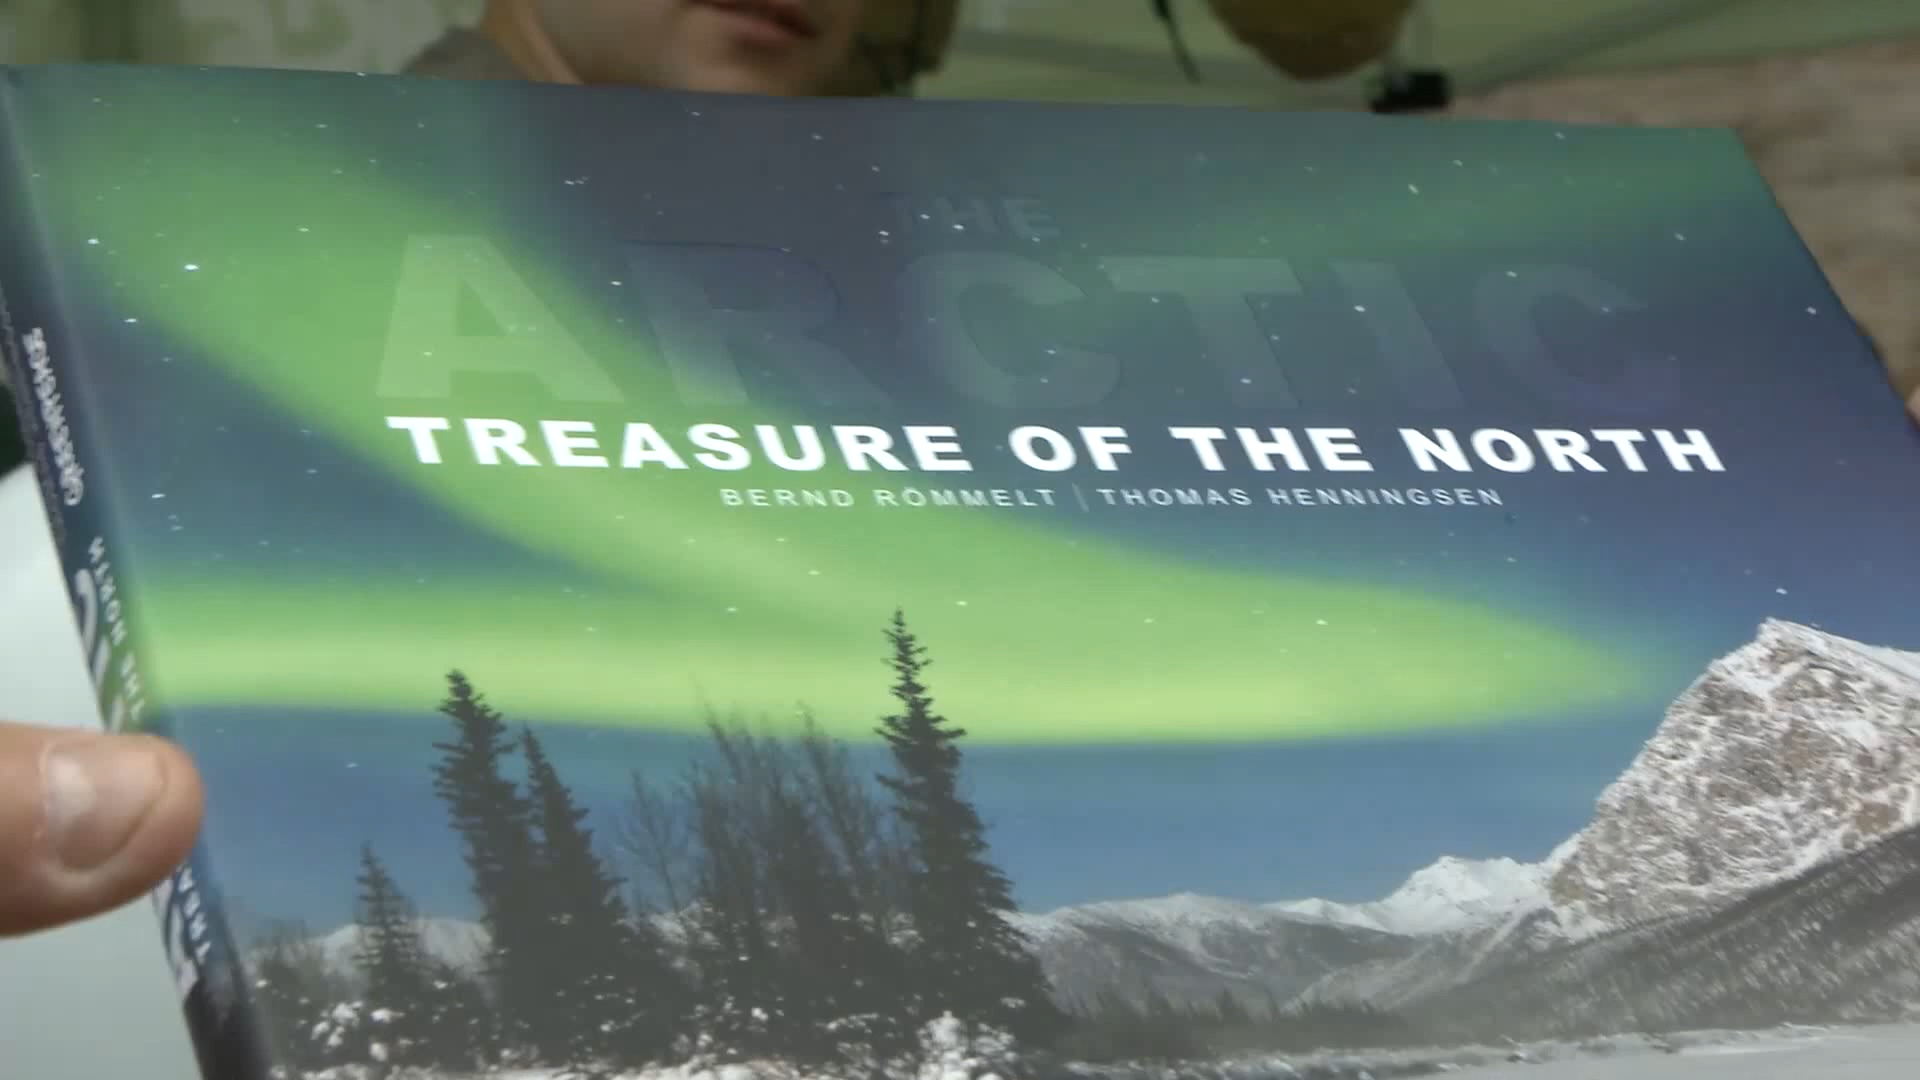 THE
ARCTIC
TREASURE OF THE NORTH
BERND RÖMMELT | THOMAS HENNINGSEN